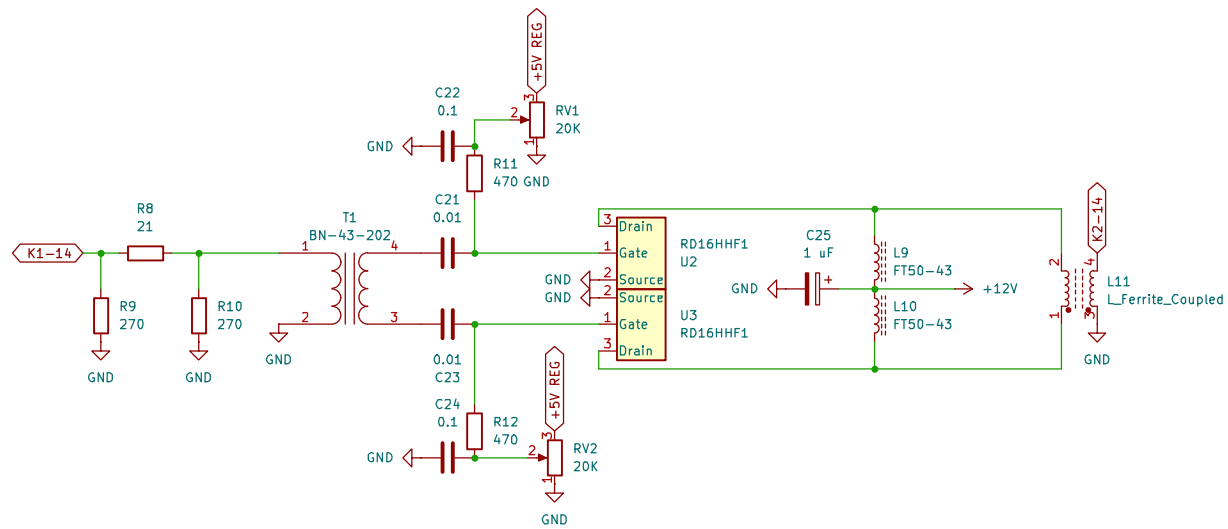 +5V REG
C22
0.1
3
2
RV1
20K
1
GND
R11
470
GND
C21
0.01
R8
21
T1
BN-43-202
K1-14
1
4
2
3
R9
270
R10
270
GND
GND
GND
3
Drain
1
Gate
2
Source
GND
RD16HHF1
U2
GND
2
Source
1
Gate
3
Drain
U3
RD16HHF1
0.01
C23
C24
0.1
GND
R12
470
+5V REG
3
2
RV2
20K
1
GND
C25
1 uF
+
GND
L9
FT50-43
L10
FT50-43
+12V
K2-14
2
4
1
3
L11
L_Ferrite_Coupled
GND